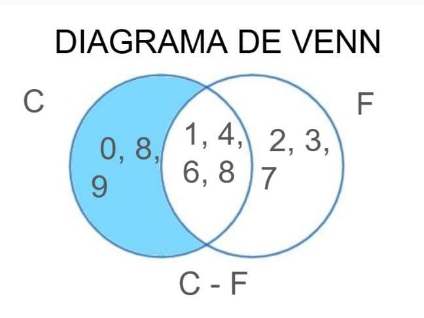 DIAGRAMA DE VENN
C
F
0, 8,
9
1, 4,
6, 8
2, 3,
7
C - F